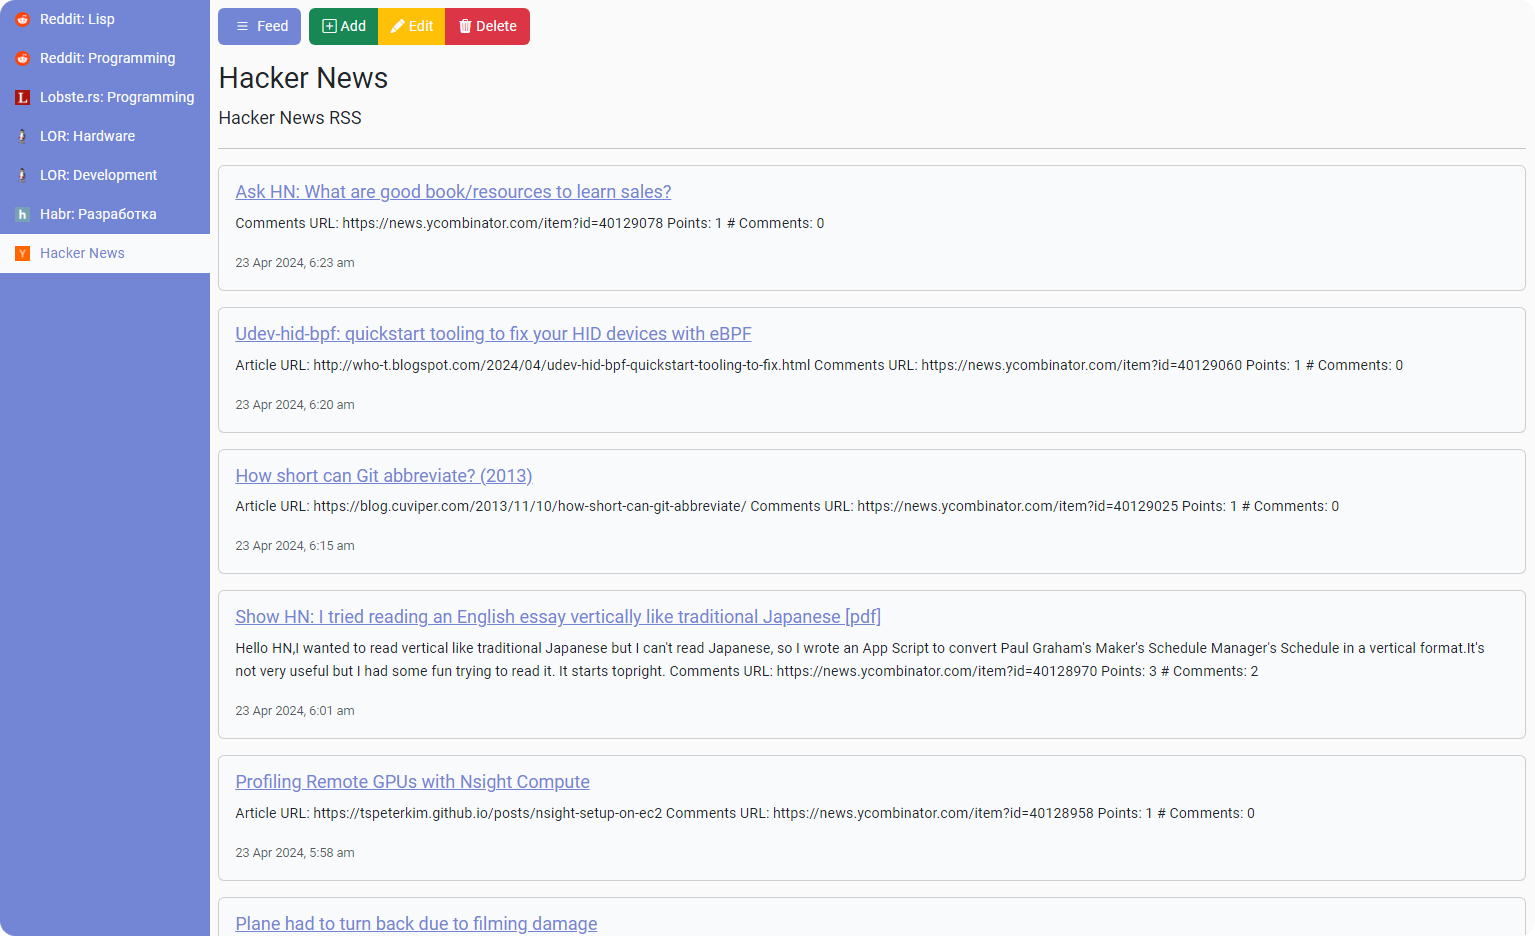 Reddit: Lisp
Reddit: Programming
Lobste.rs: Programming
LOR: Hardware
LOR: Development
Habr: Разработка
Hacker News
Feed
Add
Edit
Delete
Hacker News
Hacker News RSS
Ask HN: What are good book/resources to learn sales?
Comments URL: https://news.ycombinator.com/item?id=40129078 Points: 1 # Comments: 0
23 Apr 2024, 6:23 am
Udev-hid-bpf: quickstart tooling to fix your HID devices with eBPF
Article URL: http://who-t.blogspot.com/2024/04/udev-hid-bpf-quickstart-tooling-to-fix.html Comments URL: https://news.ycombinator.com/item?id=40129060 Points: 1 # Comments: 0
23 Apr 2024, 6:20 am
How short can Git abbreviate? (2013)
Article URL: https://blog.cuviper.com/2013/11/10/how-short-can-git-abbreviate/ Comments URL: https://news.ycombinator.com/item?id=40129025 Points: 1 # Comments: 0
23 Apr 2024, 6:15 am
Show HN: I tried reading an English essay vertically like traditional Japanese [pdf]
Hello HN,I wanted to read vertical like traditional Japanese but I can't read Japanese, so I wrote an App Script to convert Paul Graham's Maker's Schedule Manager's Schedule in a vertical format.It's
not very useful but I had some fun trying to read it. It starts topright. Comments URL: https://news.ycombinator.com/item?id=40128970 Points: 3 # Comments: 2
23 Apr 2024, 6:01 am
Profiling Remote GPUs with Nsight Compute
Article URL: https://tspeterkim.github.io/posts/nsight-setup-on-ec2 Comments URL: https://news.ycombinator.com/item?id=40128958 Points: 1 # Comments: 0
23 Apr 2024, 5:58 am
Plane had to turn back due to filming damage